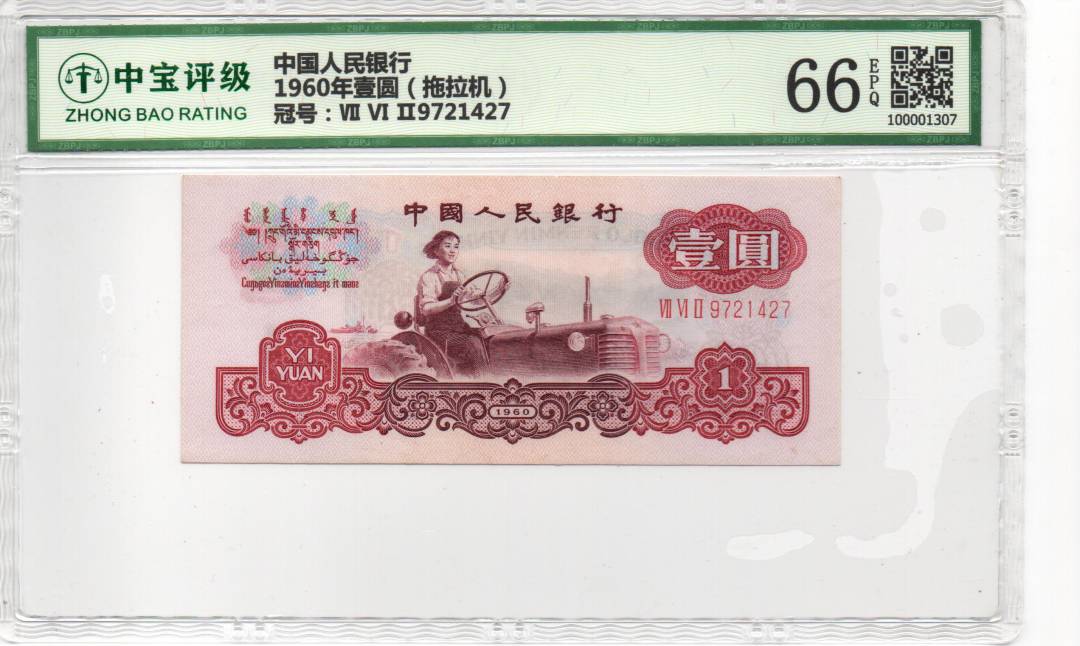 中宝评级
ZHONG BAO RATING
中国人民银行
1960年壹圆（拖拉机）
冠号：Ⅶ Ⅵ Ⅱ9721427
66
EPQ
100001307
中國人民銀行
壹圓
Ⅶ Ⅵ Ⅱ 9721427
YI
YUAN
1
1960